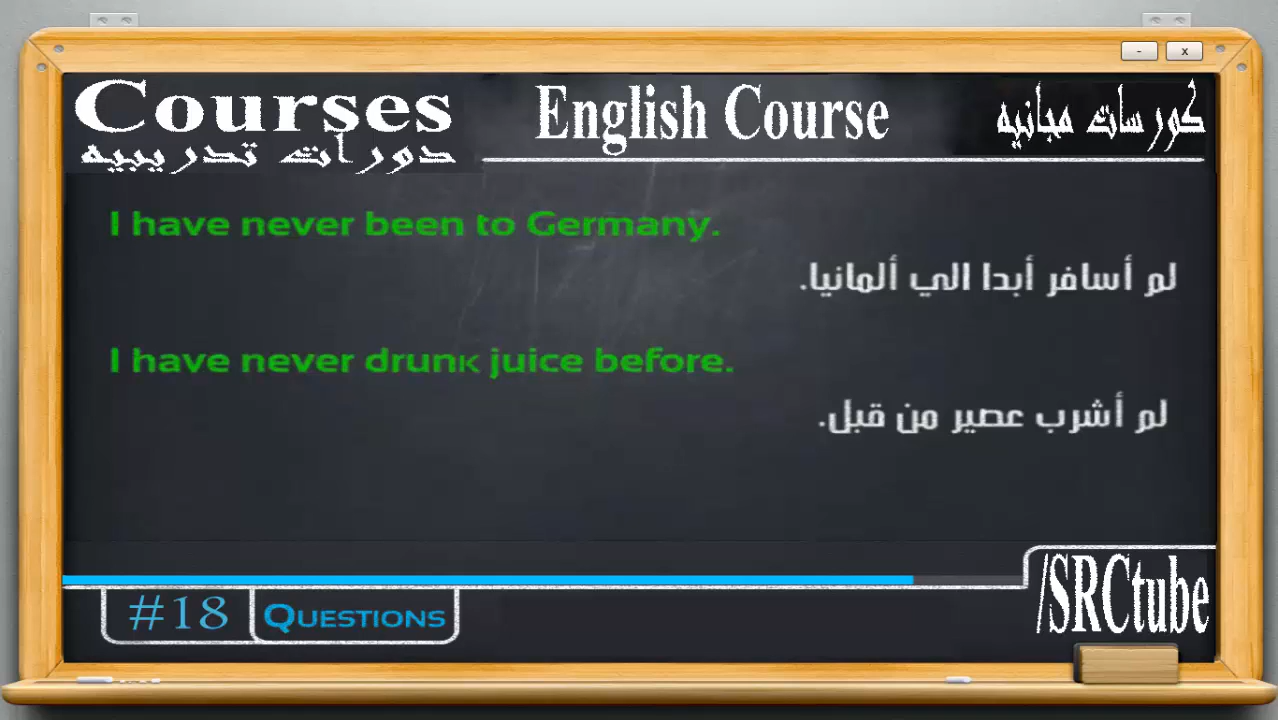 Courses
دورات تدريبيه
English Course
كورسات مجانيه
I have never been to Germany.
لم أسافر أبدا الي ألمانيا.
I have never drunk juice before.
لم أشرب عصير من قبل.
#18
Questions
/SRCtube